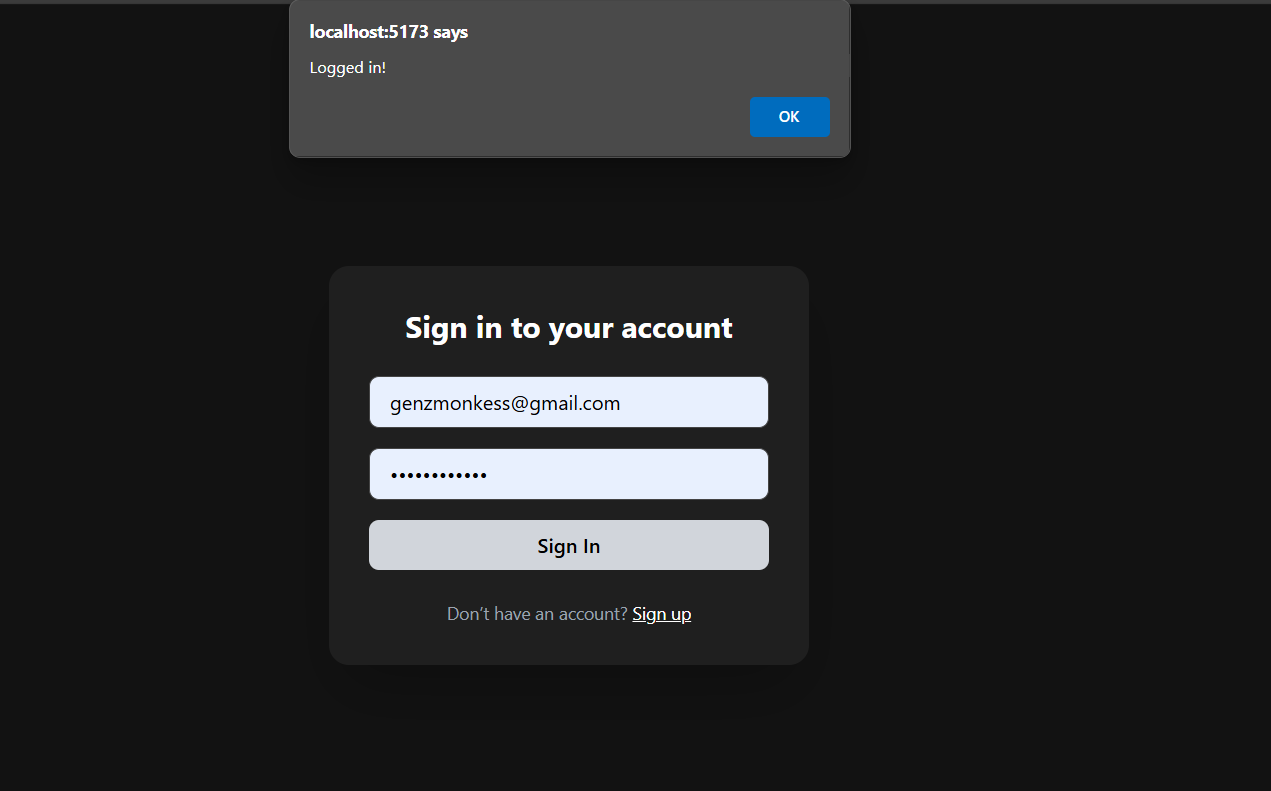 localhost:5173 says
Logged in!
OK
Sign in to your account
genzmonkess@gmail.com
••••••••••••
Sign In
Don’t have an account? Sign up